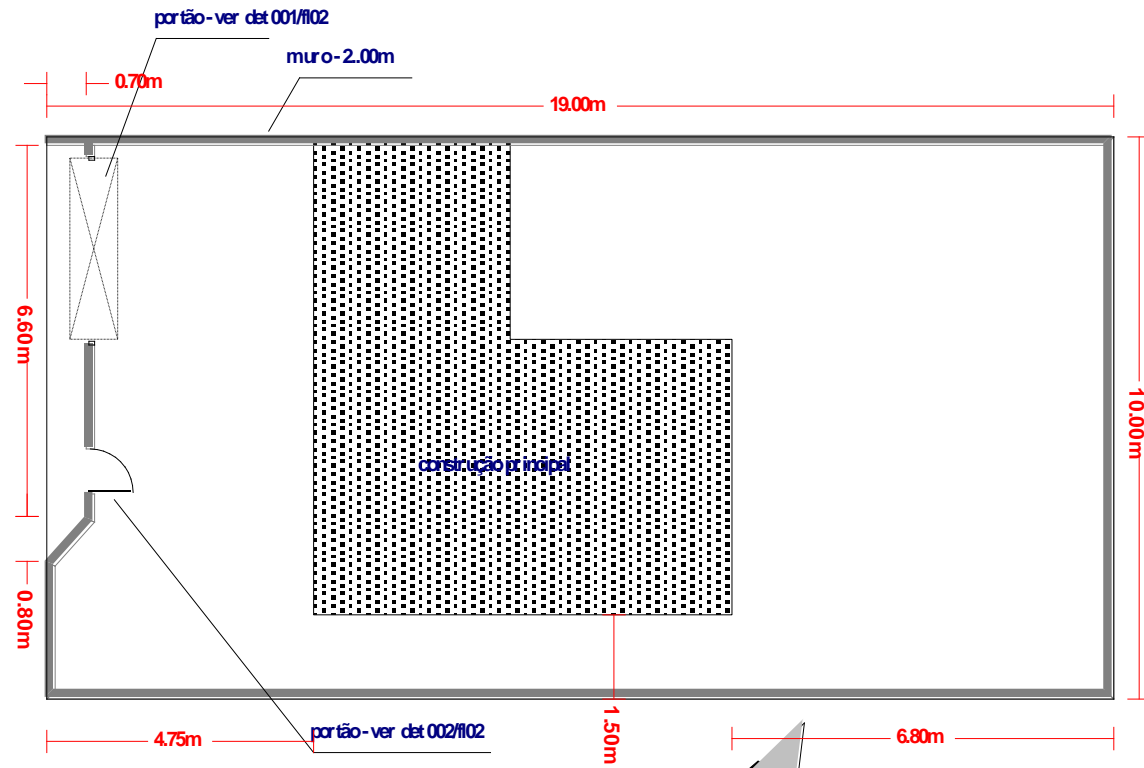 portão - ver det 001/fl02
muro - 2.00m
0.70m
19.00m
6.60m
10.00m
construção principal
0.80m
portão - ver det 002/fl02
4.75m
1.50m
6.80m